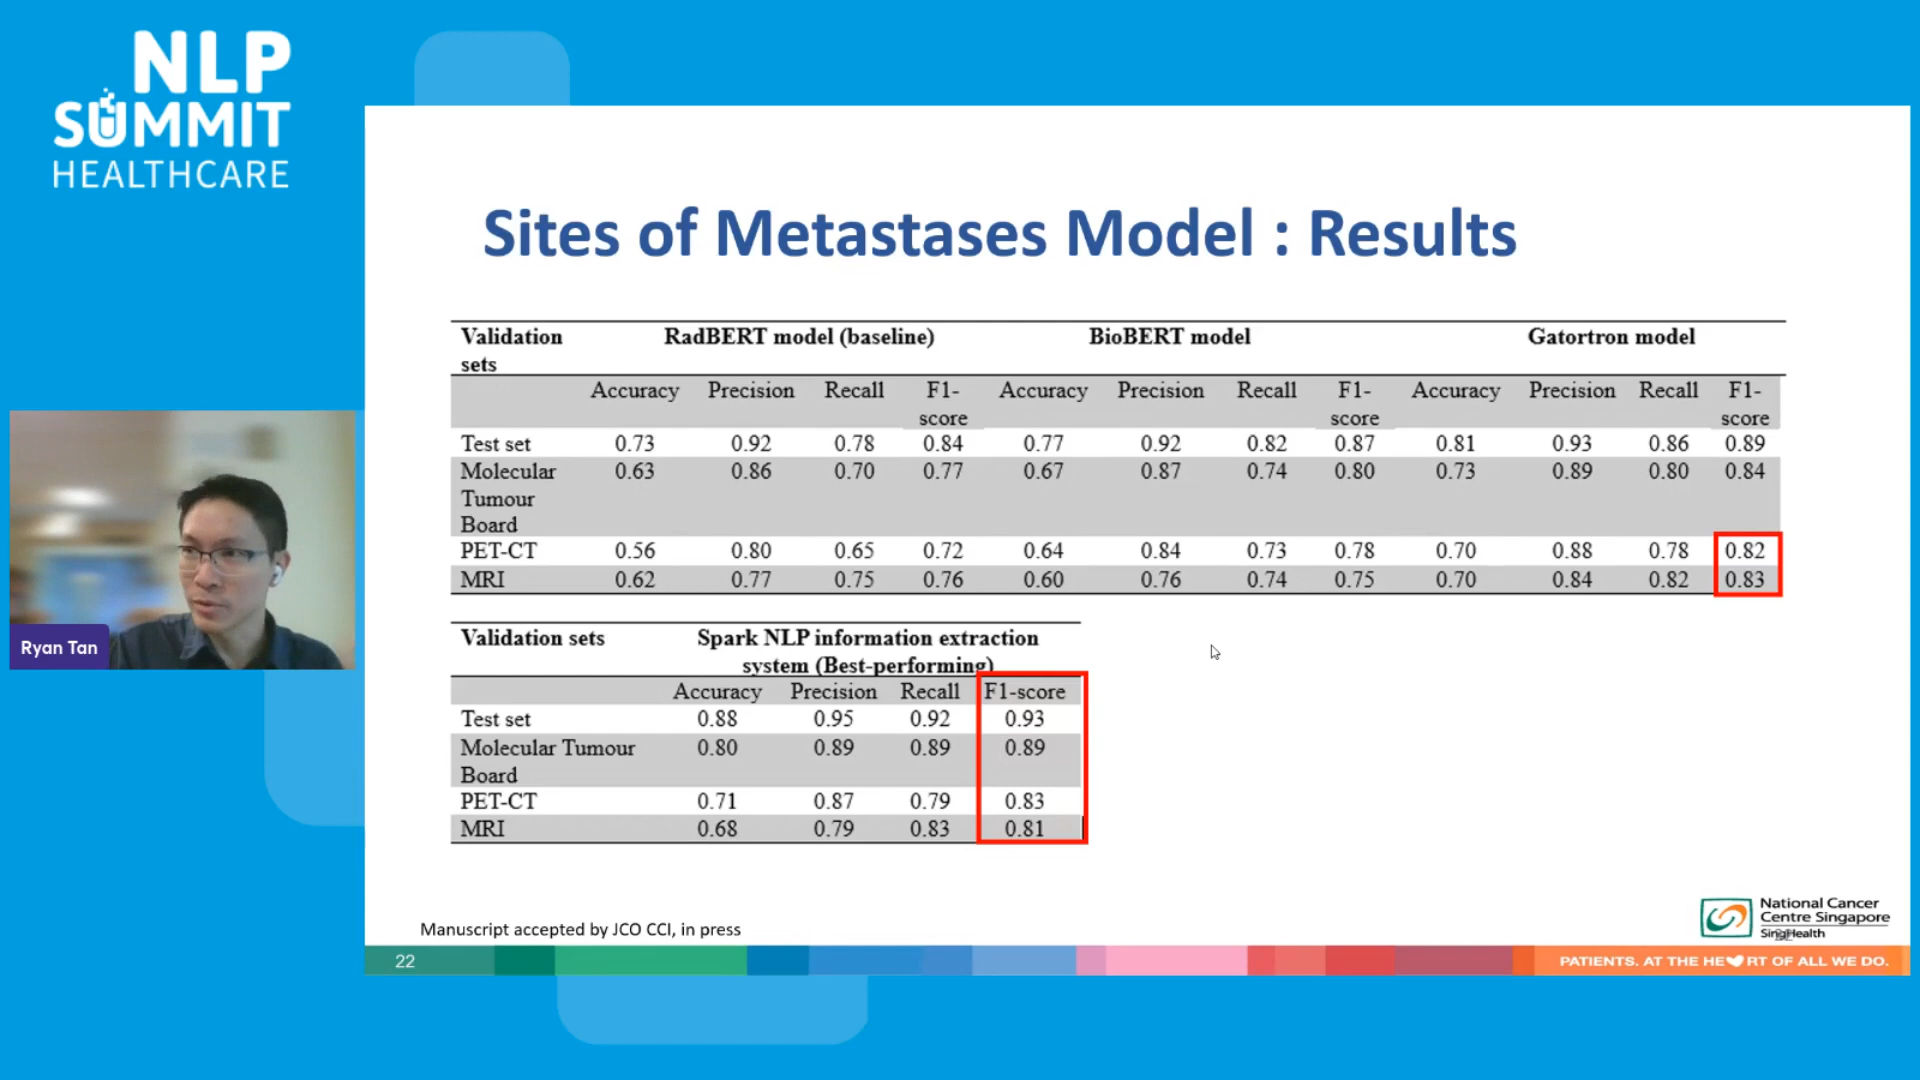 NLP
SUMMIT
HEALTHCARE
Ryan Tan
Sites of Metastases Model : Results
Validation sets RadBERT model (baseline) BioBERT model Gatortron model
Accuracy Precision Recall F1-score Accuracy Precision Recall F1-score Accuracy Precision Recall F1-score
Test set 0.73 0.92 0.78 0.84 0.77 0.92 0.82 0.87 0.81 0.93 0.86 0.89
Molecular Tumour Board 0.63 0.86 0.70 0.77 0.67 0.87 0.74 0.80 0.73 0.89 0.80 0.84
PET-CT 0.56 0.80 0.65 0.72 0.64 0.84 0.73 0.78 0.70 0.88 0.78 0.82
MRI 0.62 0.77 0.75 0.76 0.60 0.76 0.74 0.75 0.70 0.84 0.82 0.83
Validation sets Spark NLP information extraction
system (Best-performing)
Accuracy Precision Recall F1-score
Test set 0.88 0.95 0.92 0.93
Molecular Tumour Board 0.80 0.89 0.89 0.89
PET-CT 0.71 0.87 0.79 0.83
MRI 0.68 0.79 0.83 0.81
Manuscript accepted by JCO CCI, in press
National Cancer
Centre Singapore
SingHealth
22
PATIENTS. AT THE HE RT OF ALL WE DO.